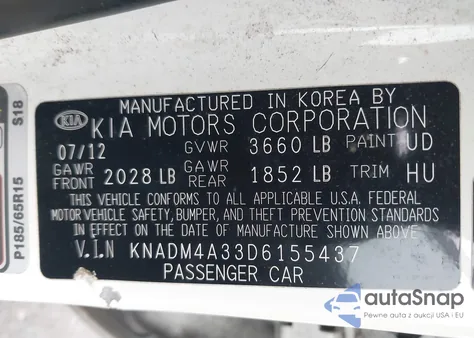 MANUFACTURED IN KOREA BY
KIA KIA MOTORS CORPORATION
07/12 GVWR 3660 LB PAINT UD
GAWR FRONT 2028 LB GAWR REAR 1852 LB TRIM HU
THIS VEHICLE CONFORMS TO ALL APPLICABLE U.S.A. FEDERAL
MOTOR VEHICLE SAFETY, BUMPER, AND THEFT PREVENTION
STANDARDS IN EFFECT ON THE DATE OF MANUFACTURE SHOWN ABOVE
V.I.N KNADM4A33D6155437
PASSENGER CAR
P185/65R15 S18
autoSnap
Pewne auta z aukcji USA i EU